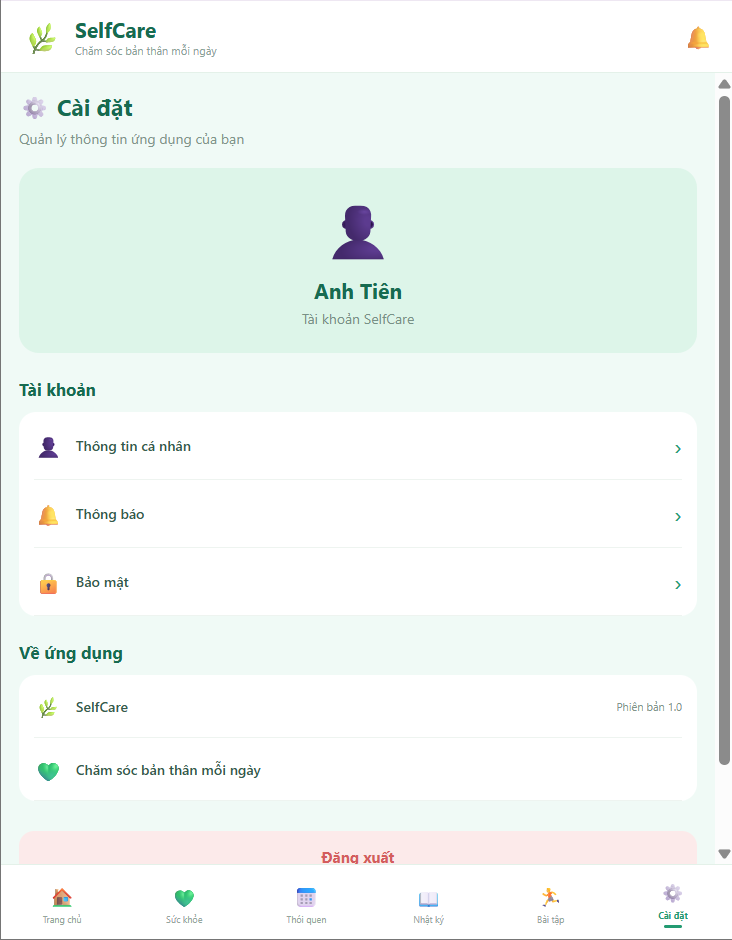 SelfCare
Chăm sóc bản thân mỗi ngày
Cài đặt
Quản lý thông tin ứng dụng của bạn
Anh Tiên
Tài khoản SelfCare
Tài khoản
Thông tin cá nhân
Thông báo
Bảo mật
Về ứng dụng
SelfCare
Phiên bản 1.0
Chăm sóc bản thân mỗi ngày
Đăng xuất
Trang chủ
Sức khỏe
Thói quen
Nhật ký
Bài tập
Cài đặt